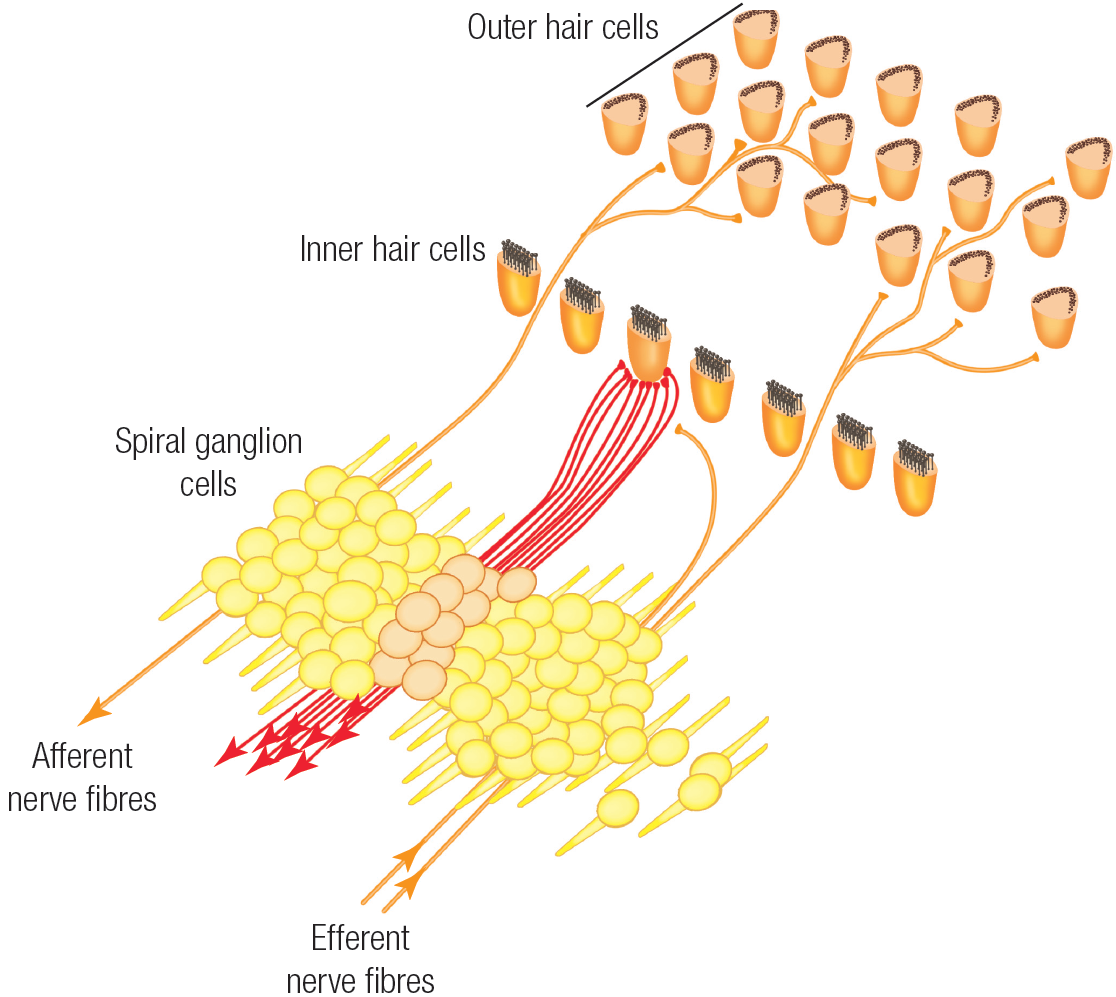 Outer hair cells
Inner hair cells
Spiral ganglion
cells
Afferent
nerve fibres
Efferent
nerve fibres